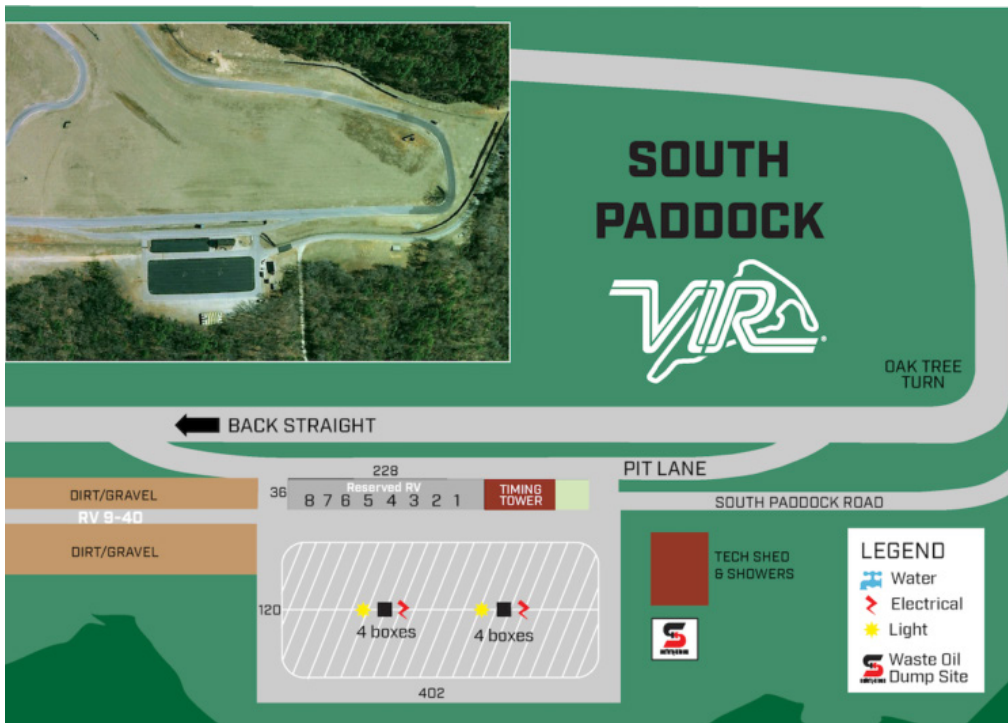 SOUTH
PADDOCK
VIR
OAK TREE
TURN
BACK STRAIGHT
228
PIT LANE
36
Reserved RV
8 7 6 5 4 3 2 1
TIMING
TOWER
DIRT/GRAVEL
SOUTH PADDOCK ROAD
RV 9-40
DIRT/GRAVEL
TECH SHED
& SHOWERS
120
4 boxes
4 boxes
402
LEGEND
Water
Electrical
Light
Waste Oil
Dump Site